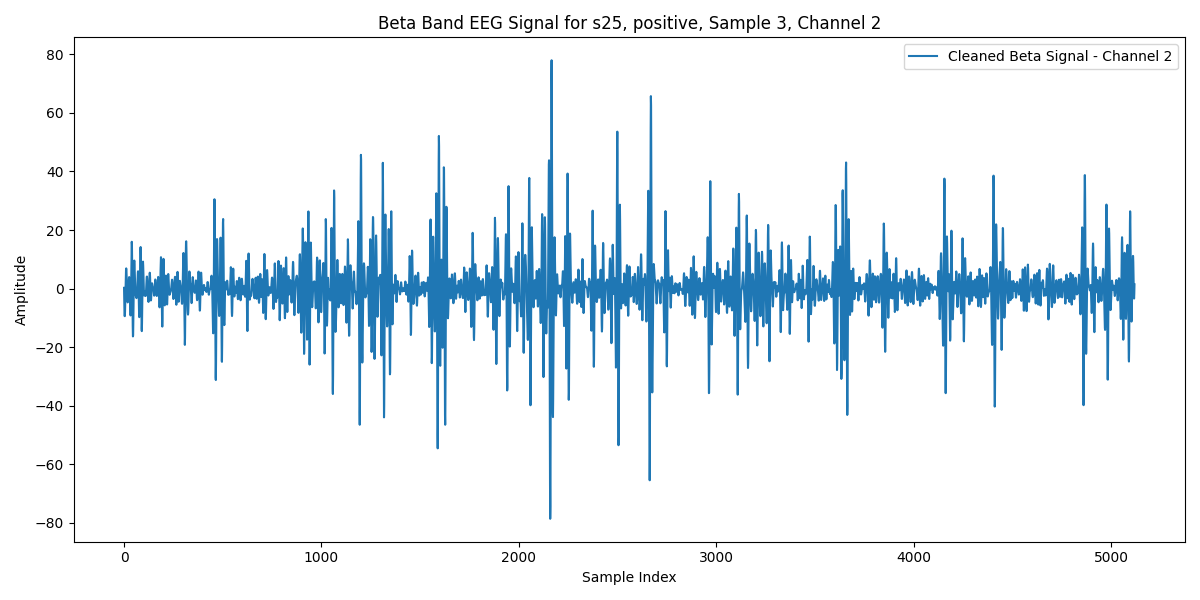 Beta Band EEG Signal for s25, positive, Sample 3, Channel 2
Cleaned Beta Signal - Channel 2
80
60
40
20
0
−20
−40
−60
−80
Amplitude
0 1000 2000 3000 4000 5000
Sample Index